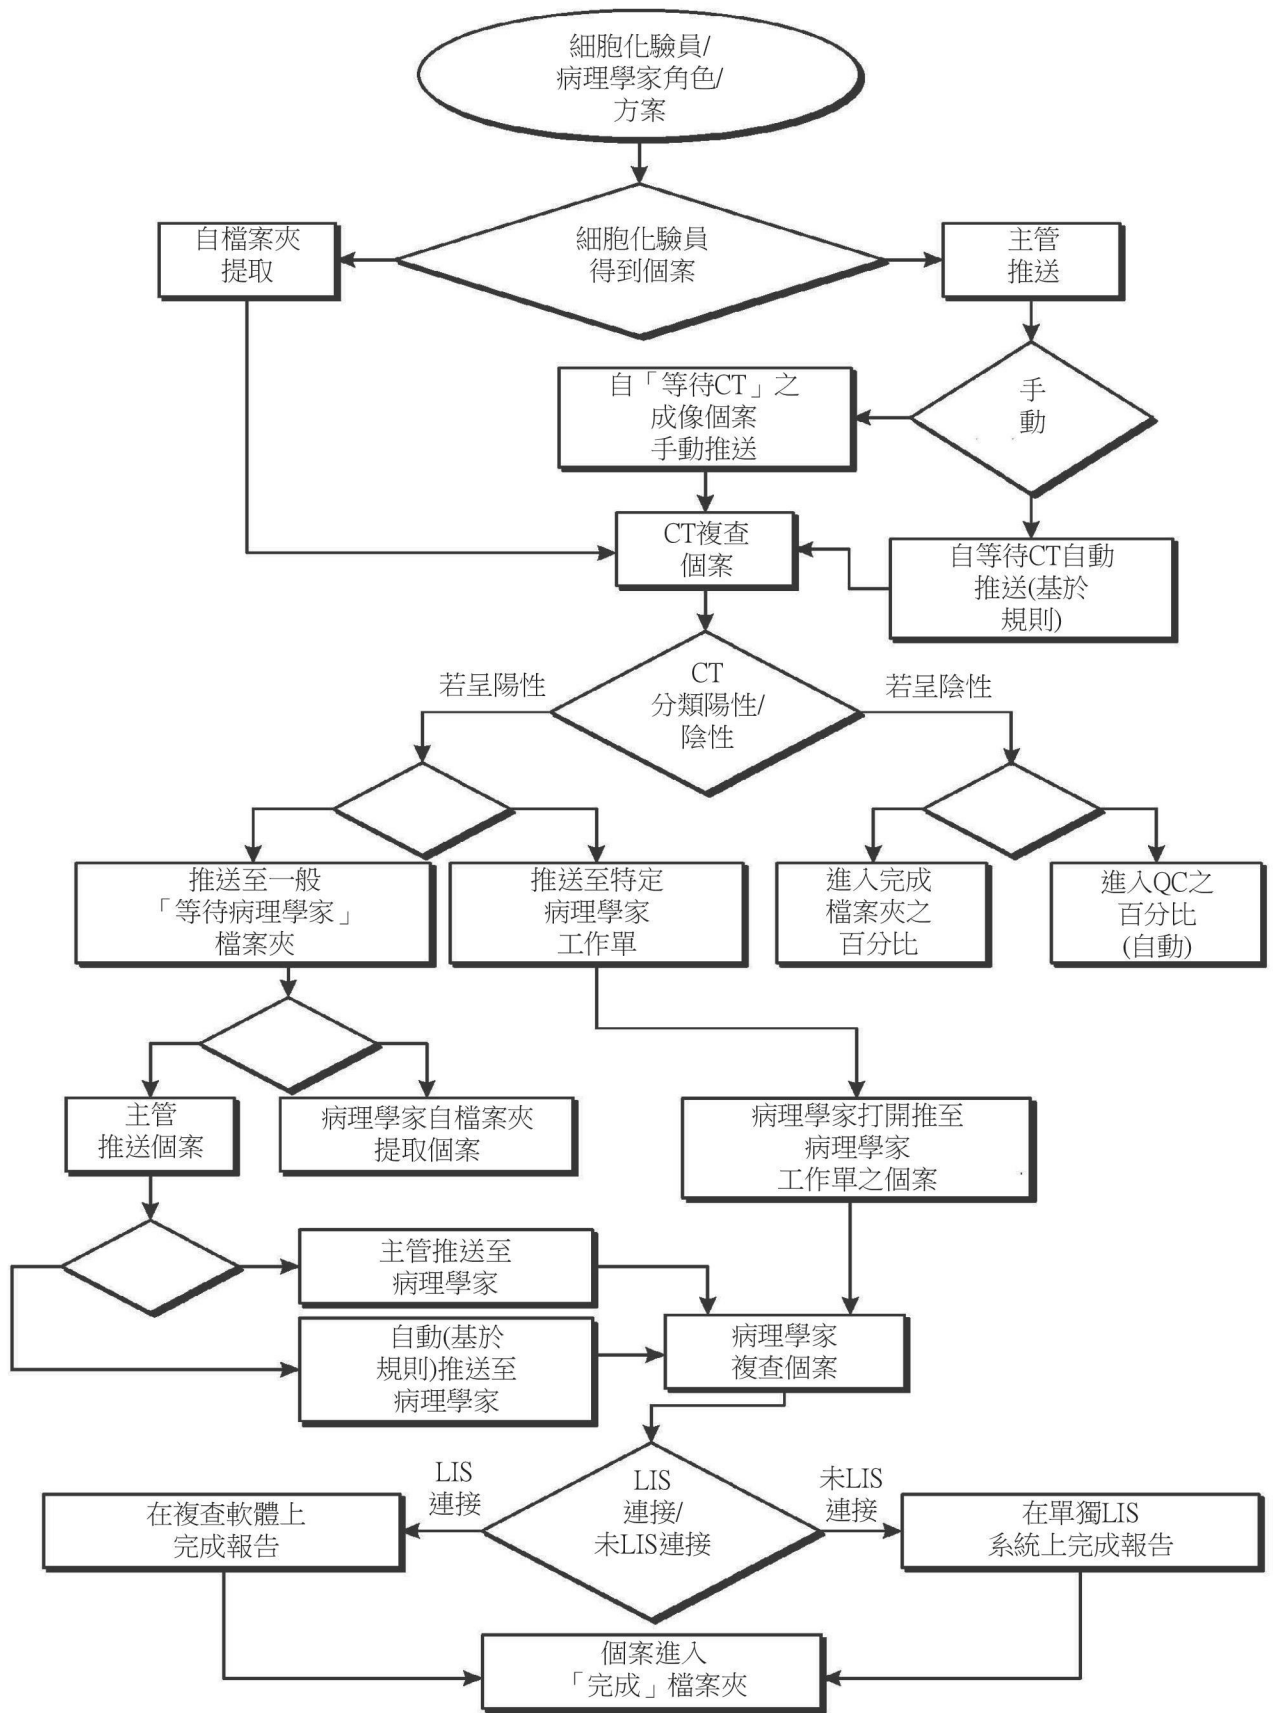 細胞化驗員/
病理學家角色/
方案
自檔案夾
提取
細胞化驗員
得到個案
主管
推送
自「等待CT」之
成像個案
手動推送
手
動
CT複查
個案
自等待CT自動
推送(基於
規則)
若呈陽性
CT
分類陽性/
陰性
若呈陰性
推送至一般
「等待病理學家」
檔案夾
推送至特定
病理學家
工作單
進入完成
檔案夾之
百分比
進入QC之
百分比
(自動)
主管
推送個案
病理學家自檔案夾
提取個案
病理學家打開推至
病理學家
工作單之個案
主管推送至
病理學家
自動(基於
規則)推送至
病理學家
病理學家
複查個案
LIS
連接
LIS
連接/
未LIS連接
未LIS
連接
在複查軟體上
完成報告
在單獨LIS
系統上完成報告
個案進入
「完成」檔案夾